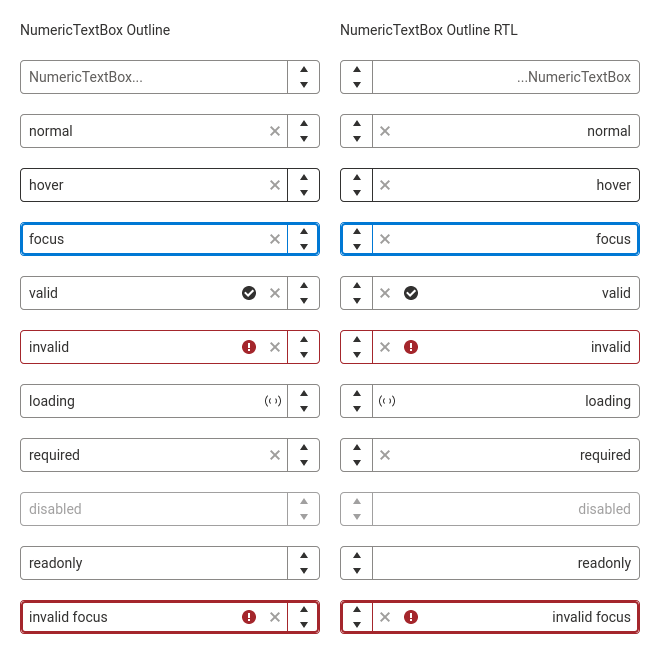 NumericTextBox Outline NumericTextBox Outline RTL
NumericTextBox... ...NumericTextBox
normal normal
hover hover
focus focus
valid valid
invalid invalid
loading loading
required required
disabled disabled
readonly readonly
invalid focus invalid focus